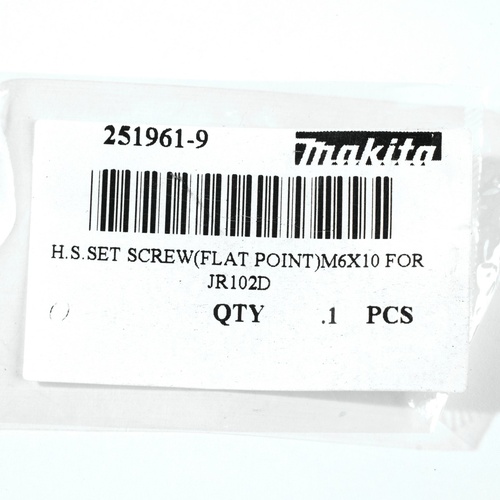 251961-9
makita
H.S.SET SCREW(FLAT POINT)M6X10 FOR
JR102D
() QTY .1 PCS